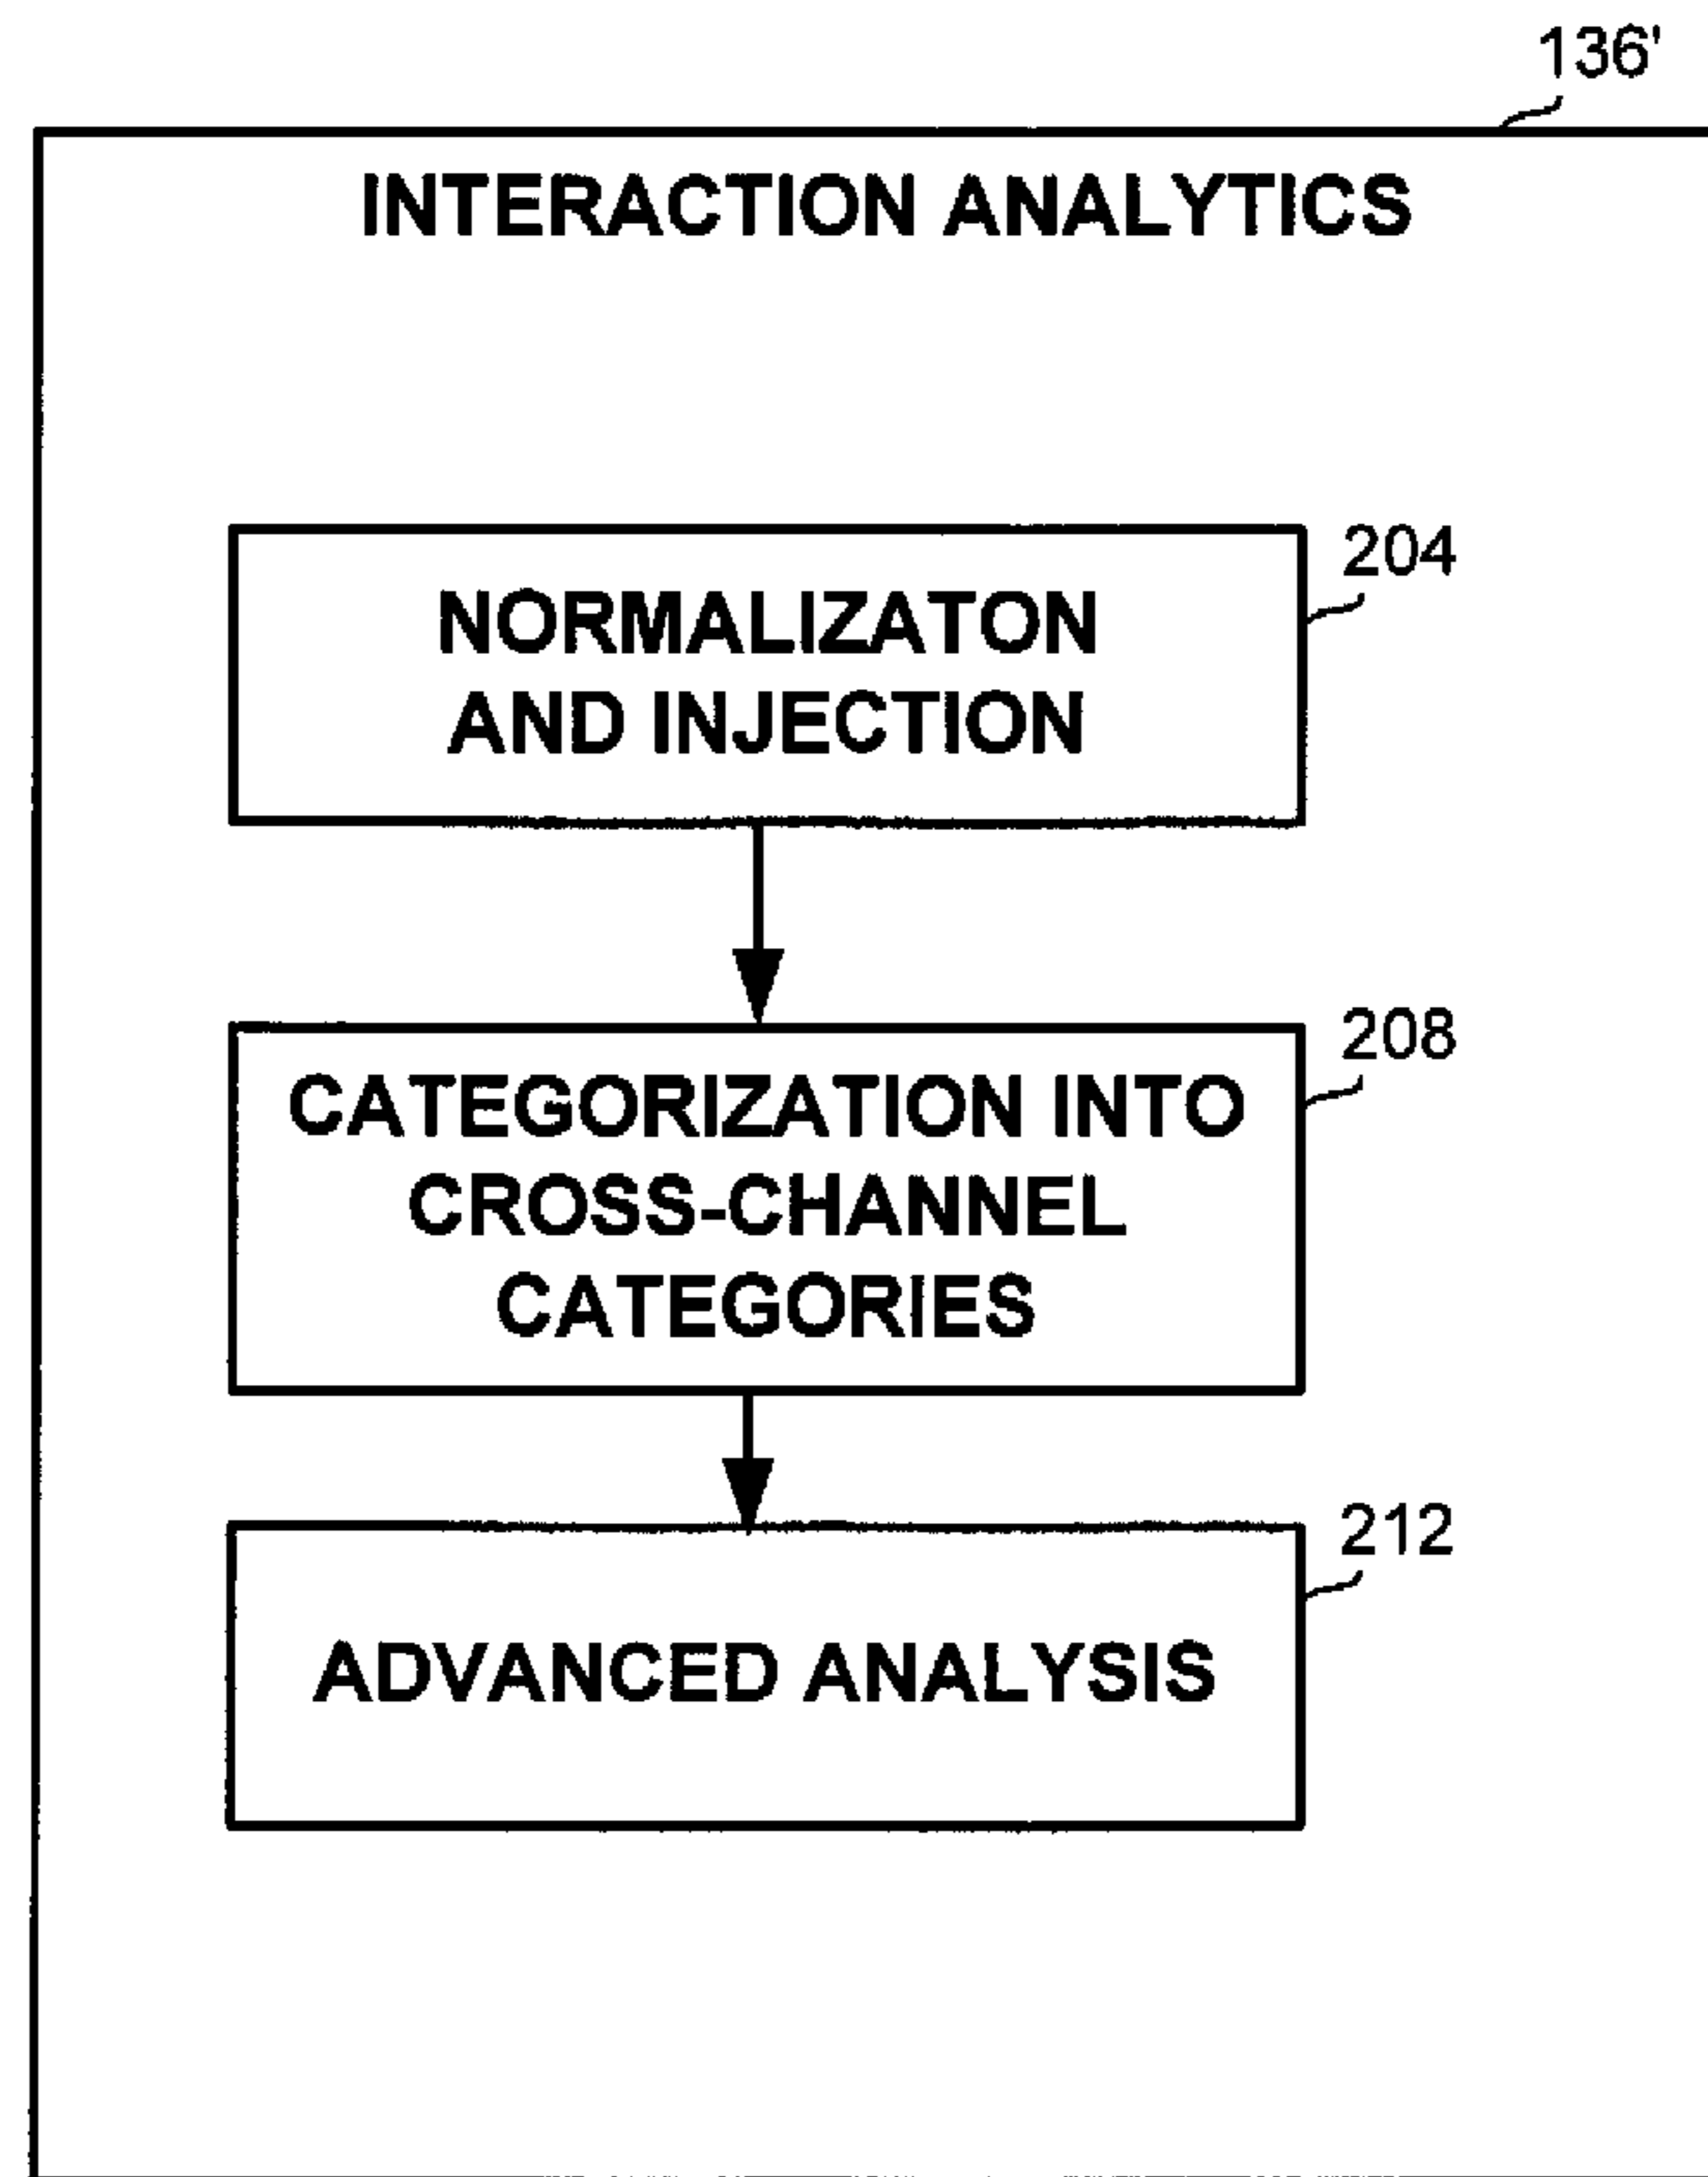 136'
INTERACTION ANALYTICS
204
NORMALIZATON
AND INJECTION
208
CATEGORIZATION INTO
CROSS-CHANNEL
CATEGORIES
212
ADVANCED ANALYSIS